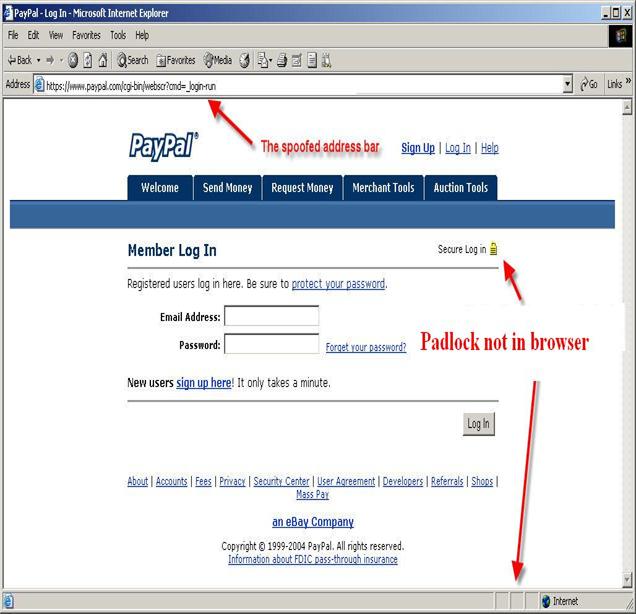 PayPal - Log In - Microsoft Internet Explorer
File Edit View Favorites Tools Help
Back Search Favorites Media
Address https://www.paypal.com/cgi-bin/webscr?cmd=_login-run Go Links »
The spoofed address bar
PayPal® Sign Up | Log In | Help
Welcome Send Money Request Money Merchant Tools Auction Tools
Member Log In Secure Log in
Registered users log in here. Be sure to protect your password.
Email Address:
Password: Forget your password?
Padlock not in browser
New users sign up here! It only takes a minute.
Log In
About | Accounts | Fees | Privacy | Security Center | User Agreement | Developers | Referrals | Shops |
Mass Pay
an eBay Company
Copyright © 1999-2004 PayPal. All rights reserved.
Information about FDIC pass-through insurance
Internet